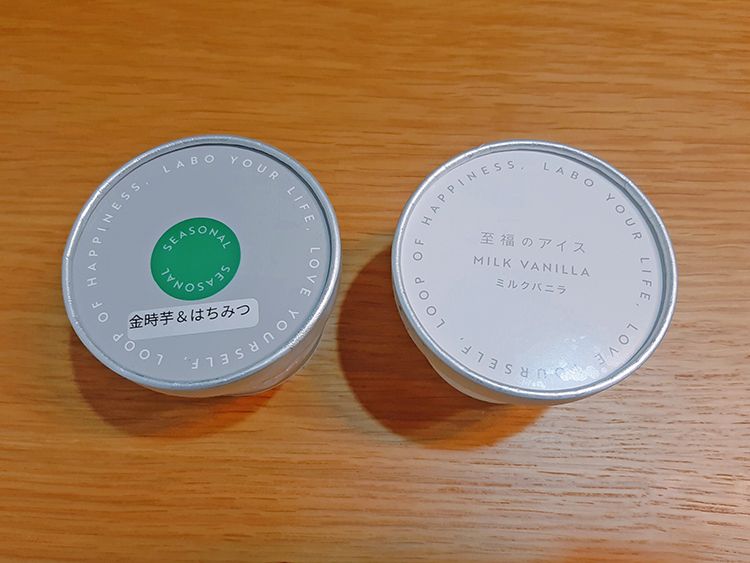 LABO YOUR LIFE, LOVE YOURSELF, LOOP OF HAPPINESS,
SEASONAL
SEASONAL
金時芋&はちみつ
LABO YOUR LIFE, LOVE YOURSELF, LOOP OF HAPPINESS,
至福のアイス
MILK VANILLA
ミルクバニラ